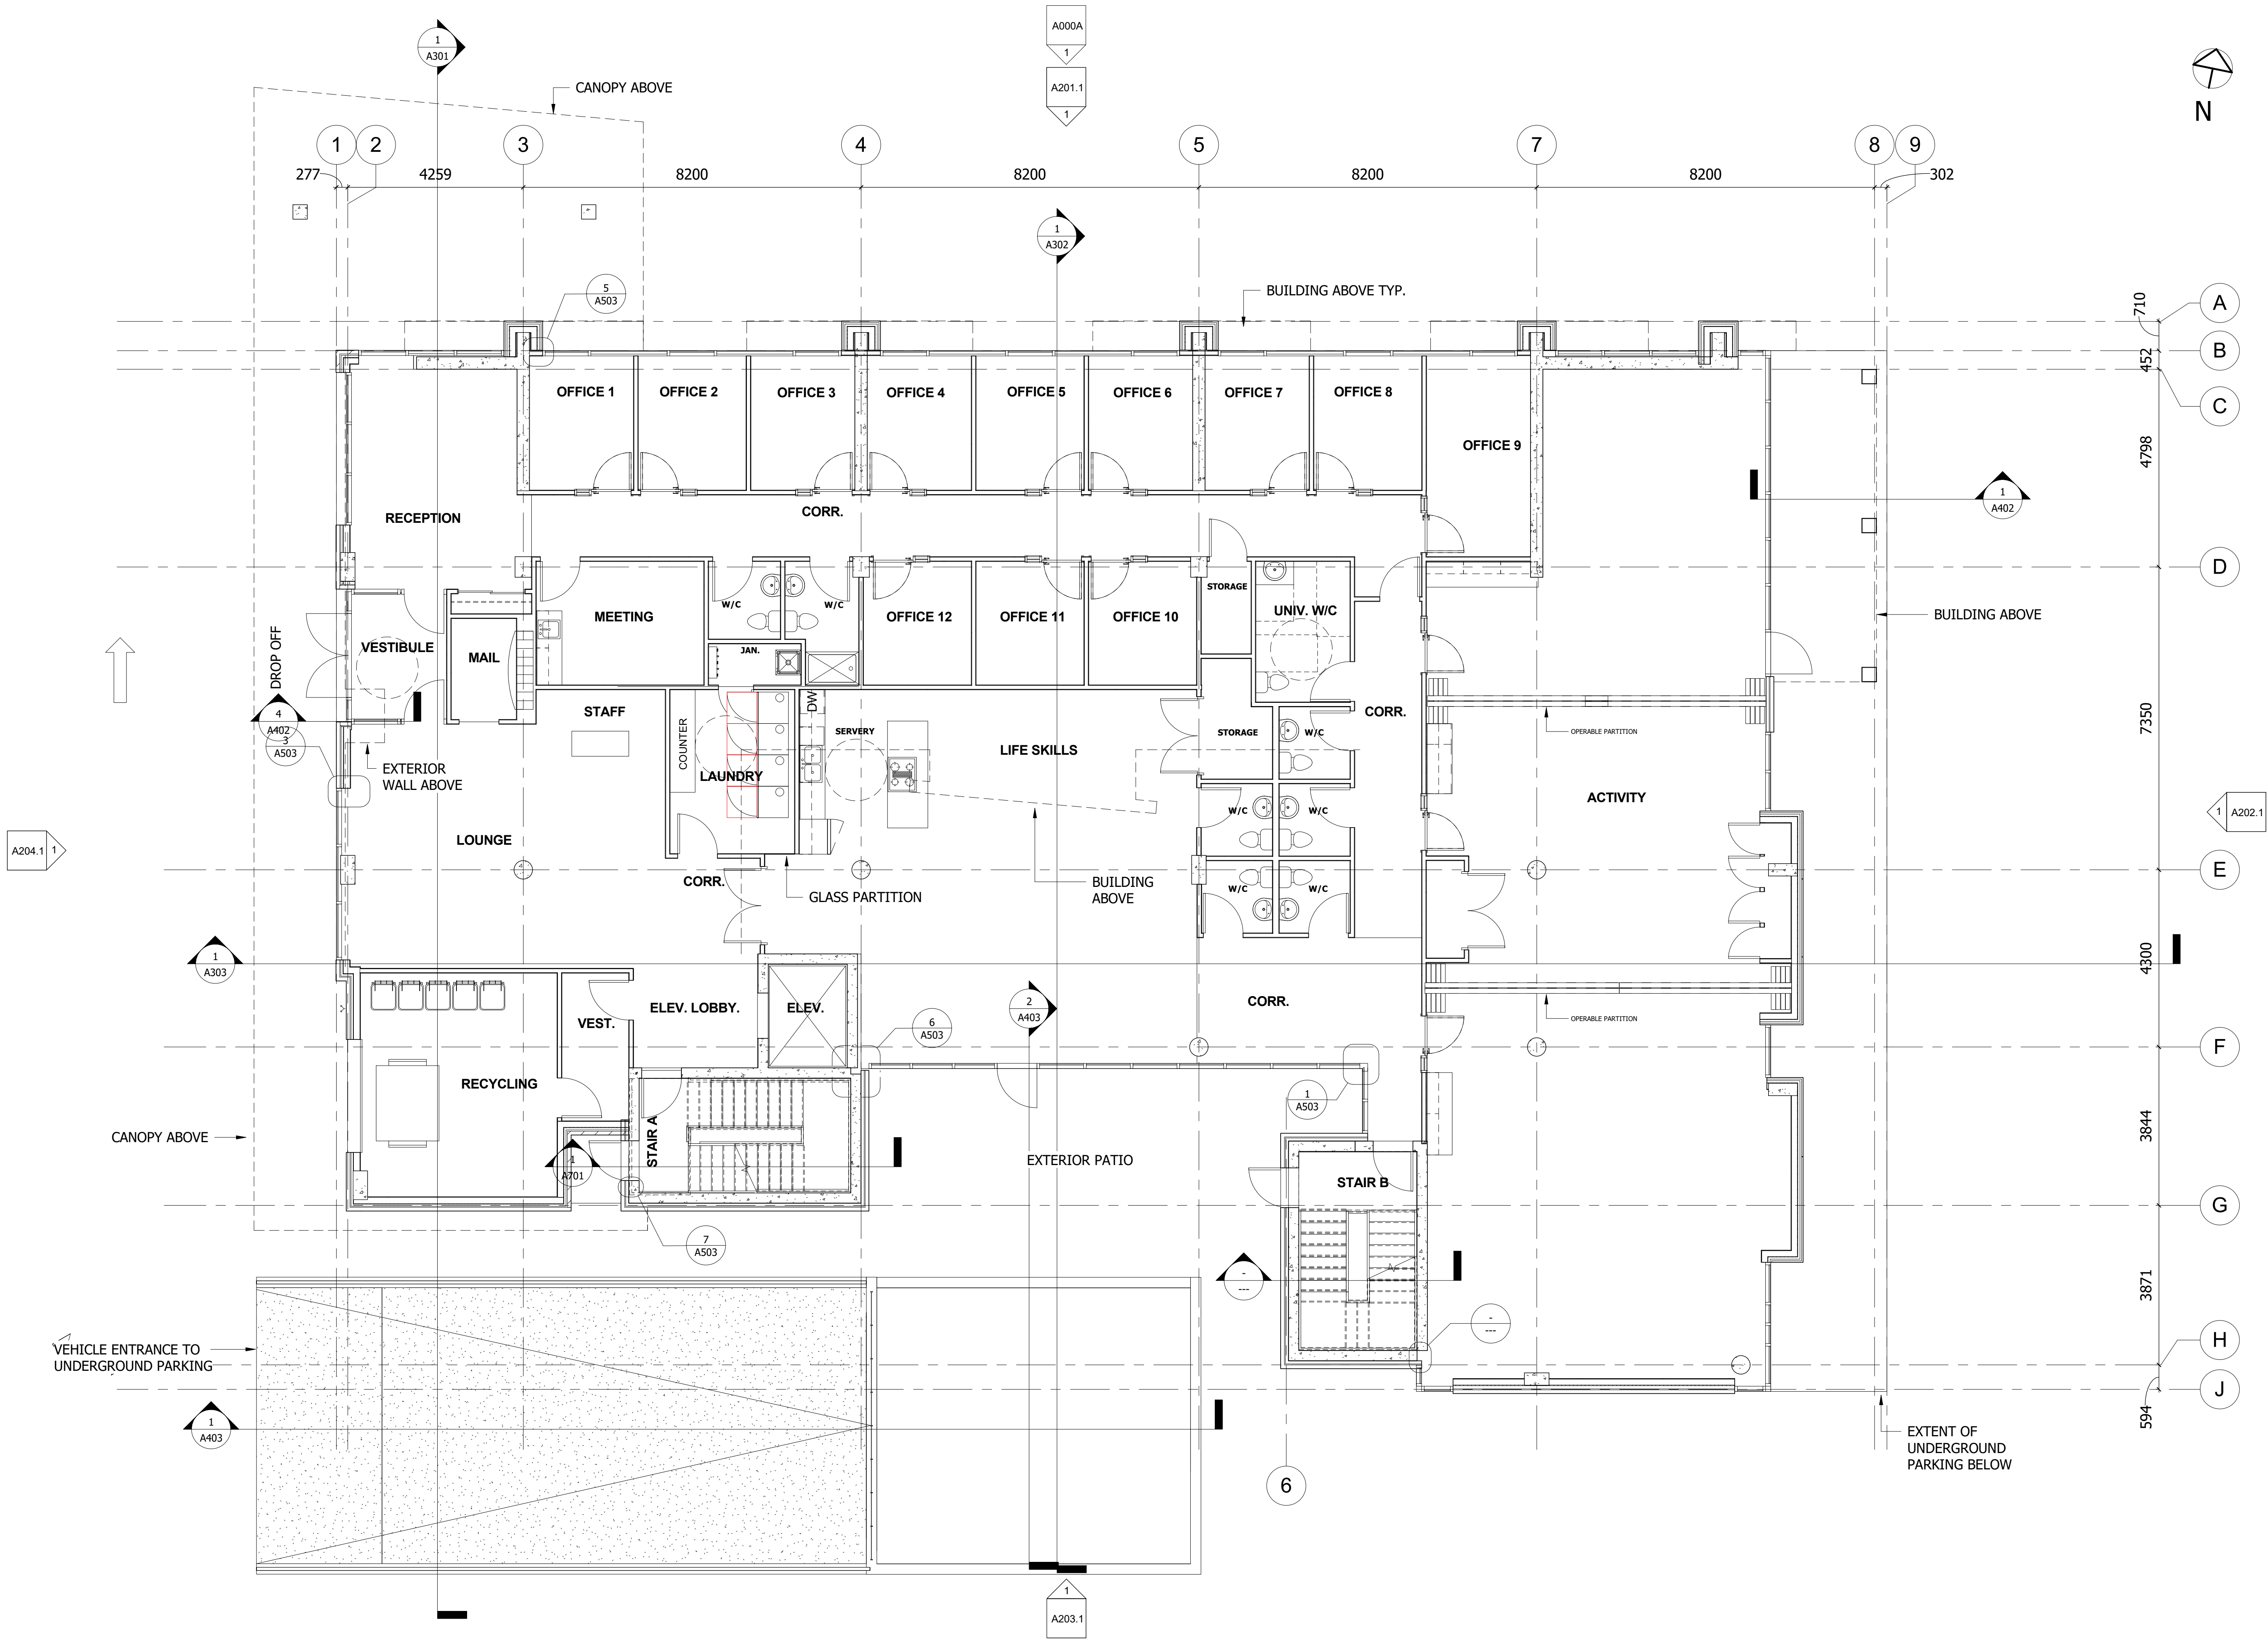 A000A
1
A201.1
1
1
A301
CANOPY ABOVE
N
1
2
3
4
5
7
8
9
277
4259
8200
8200
8200
8200
302
1
A302
5
A503
BUILDING ABOVE TYP.
710
A
B
452
C
OFFICE 1
OFFICE 2
OFFICE 3
OFFICE 4
OFFICE 5
OFFICE 6
OFFICE 7
OFFICE 8
OFFICE 9
4798
1
A402
RECEPTION
CORR.
D
STORAGE
W/C
W/C
MEETING
OFFICE 12
OFFICE 11
OFFICE 10
UNIV. W/C
BUILDING ABOVE
DROP OFF
VESTIBULE
MAIL
JAN.
4
A402
3
A503
STAFF
COUNTER
DW
SERVERY
LIFE SKILLS
STORAGE
W/C
CORR.
OPERABLE PARTITION
7350
EXTERIOR
WALL ABOVE
LAUNDRY
ACTIVITY
W/C
W/C
1
A202.1
A204.1
1
LOUNGE
CORR.
GLASS PARTITION
BUILDING
ABOVE
W/C
W/C
E
1
A303
4300
VEST.
ELEV. LOBBY.
ELEV.
2
A403
CORR.
OPERABLE PARTITION
6
A503
F
RECYCLING
1
A503
CANOPY ABOVE
STAIR A
1
A701
EXTERIOR PATIO
STAIR B
3844
G
7
A503
-
---
3871
-
---
VEHICLE ENTRANCE TO
UNDERGROUND PARKING
H
J
1
A403
594
EXTENT OF
UNDERGROUND
PARKING BELOW
6
1
A203.1